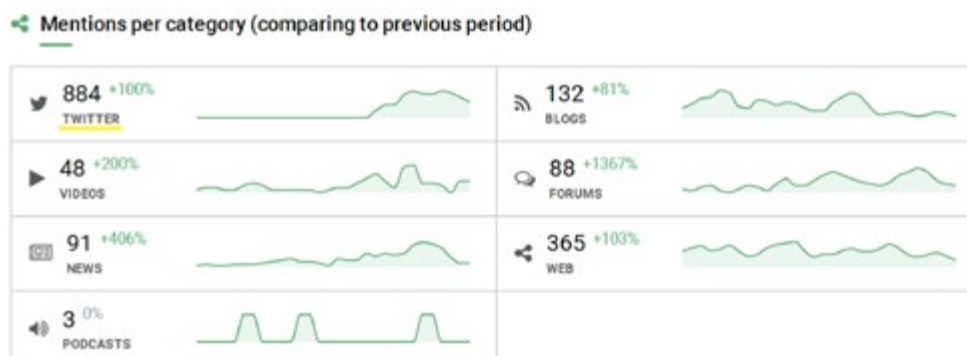 Mentions per category (comparing to previous period)
884 +100%
TWITTER
132 +81%
BLOGS
48 +200%
VIDEOS
88 +1367%
FORUMS
91 +406%
NEWS
365 +103%
WEB
3 0%
PODCASTS